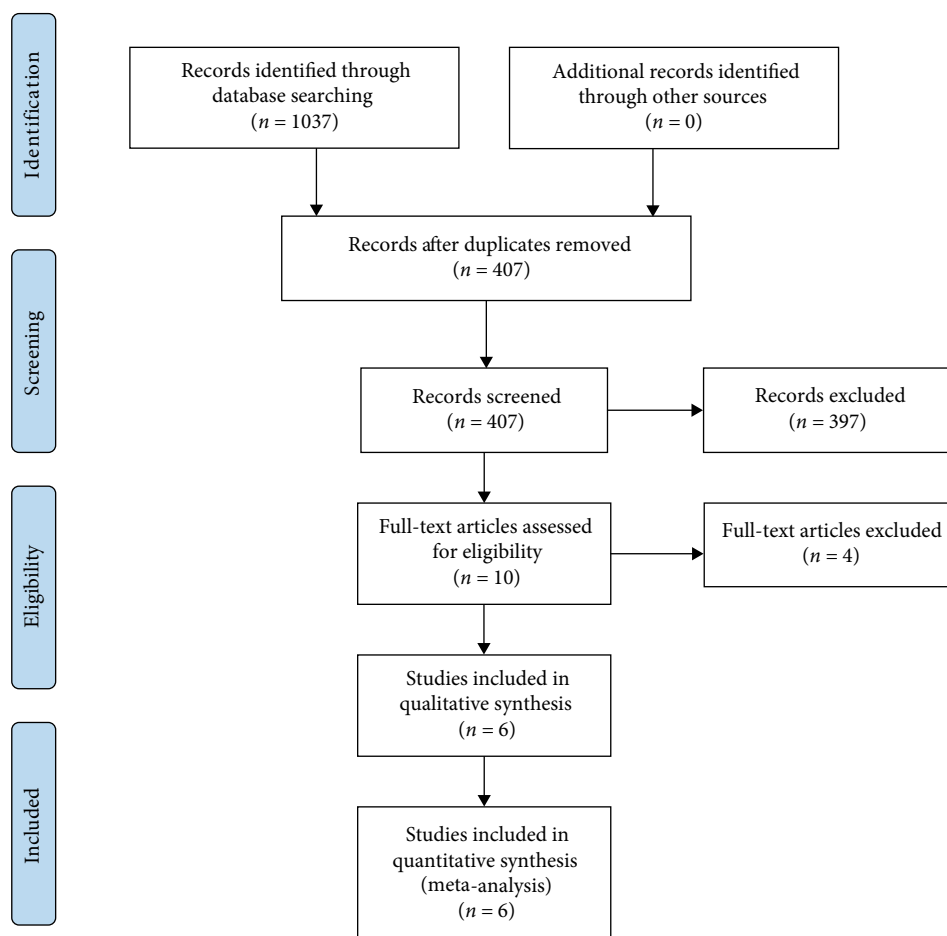 Identification
Records identified through
database searching
(n = 1037)
Additional records identified
through other sources
(n = 0)
Records after duplicates removed
(n = 407)
Screening
Records screened
(n = 407)
Records excluded
(n = 397)
Eligibility
Full-text articles assessed
for eligibility
(n = 10)
Full-text articles excluded
(n = 4)
Studies included in
qualitative synthesis
(n = 6)
Included
Studies included in
quantitative synthesis
(meta-analysis)
(n = 6)